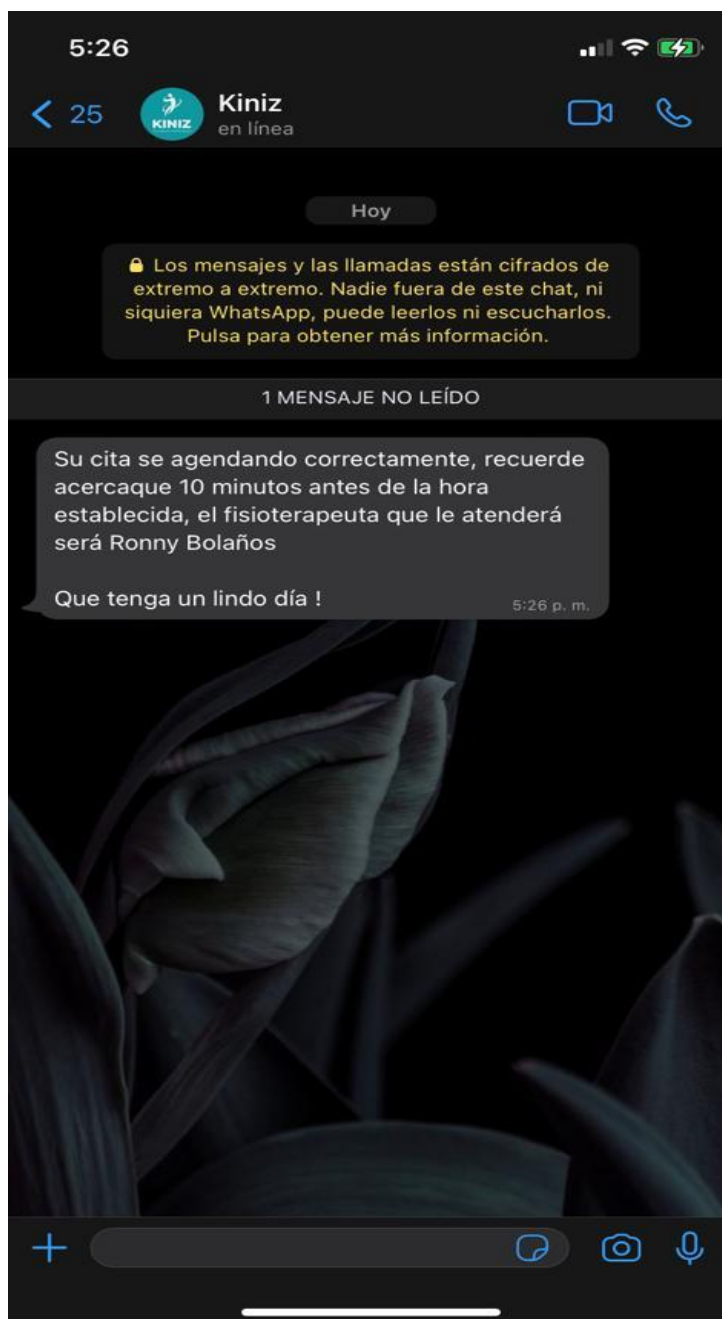 5:26
25
KINIZ
Kiniz
en línea
Hoy
Los mensajes y las llamadas están cifrados de
extremo a extremo. Nadie fuera de este chat, ni
siquiera WhatsApp, puede leerlos ni escucharlos.
Pulsa para obtener más información.
1 MENSAJE NO LEÍDO
Su cita se agendando correctamente, recuerde
acercaque 10 minutos antes de la hora
establecida, el fisioterapeuta que le atenderá
será Ronny Bolaños
Que tenga un lindo día !
5:26 p. m.